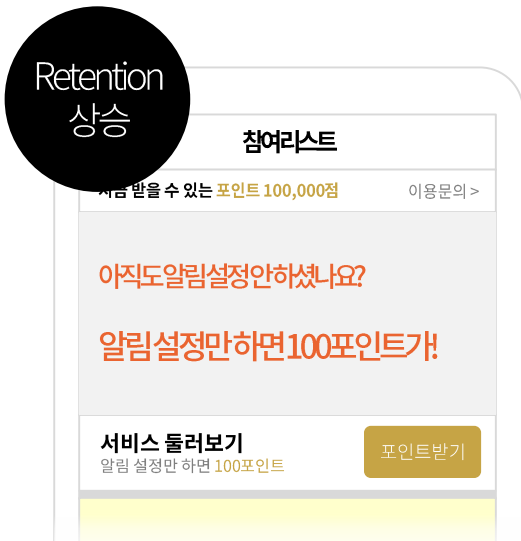 Retention
상승
참여리스트
받을 수 있는 포인트 100,000점
이용문의 >
아직도 알림 설정 안 하셨나요?
알림 설정만 하면 100포인트가!
서비스 둘러보기
알림 설정만 하면 100포인트
포인트받기